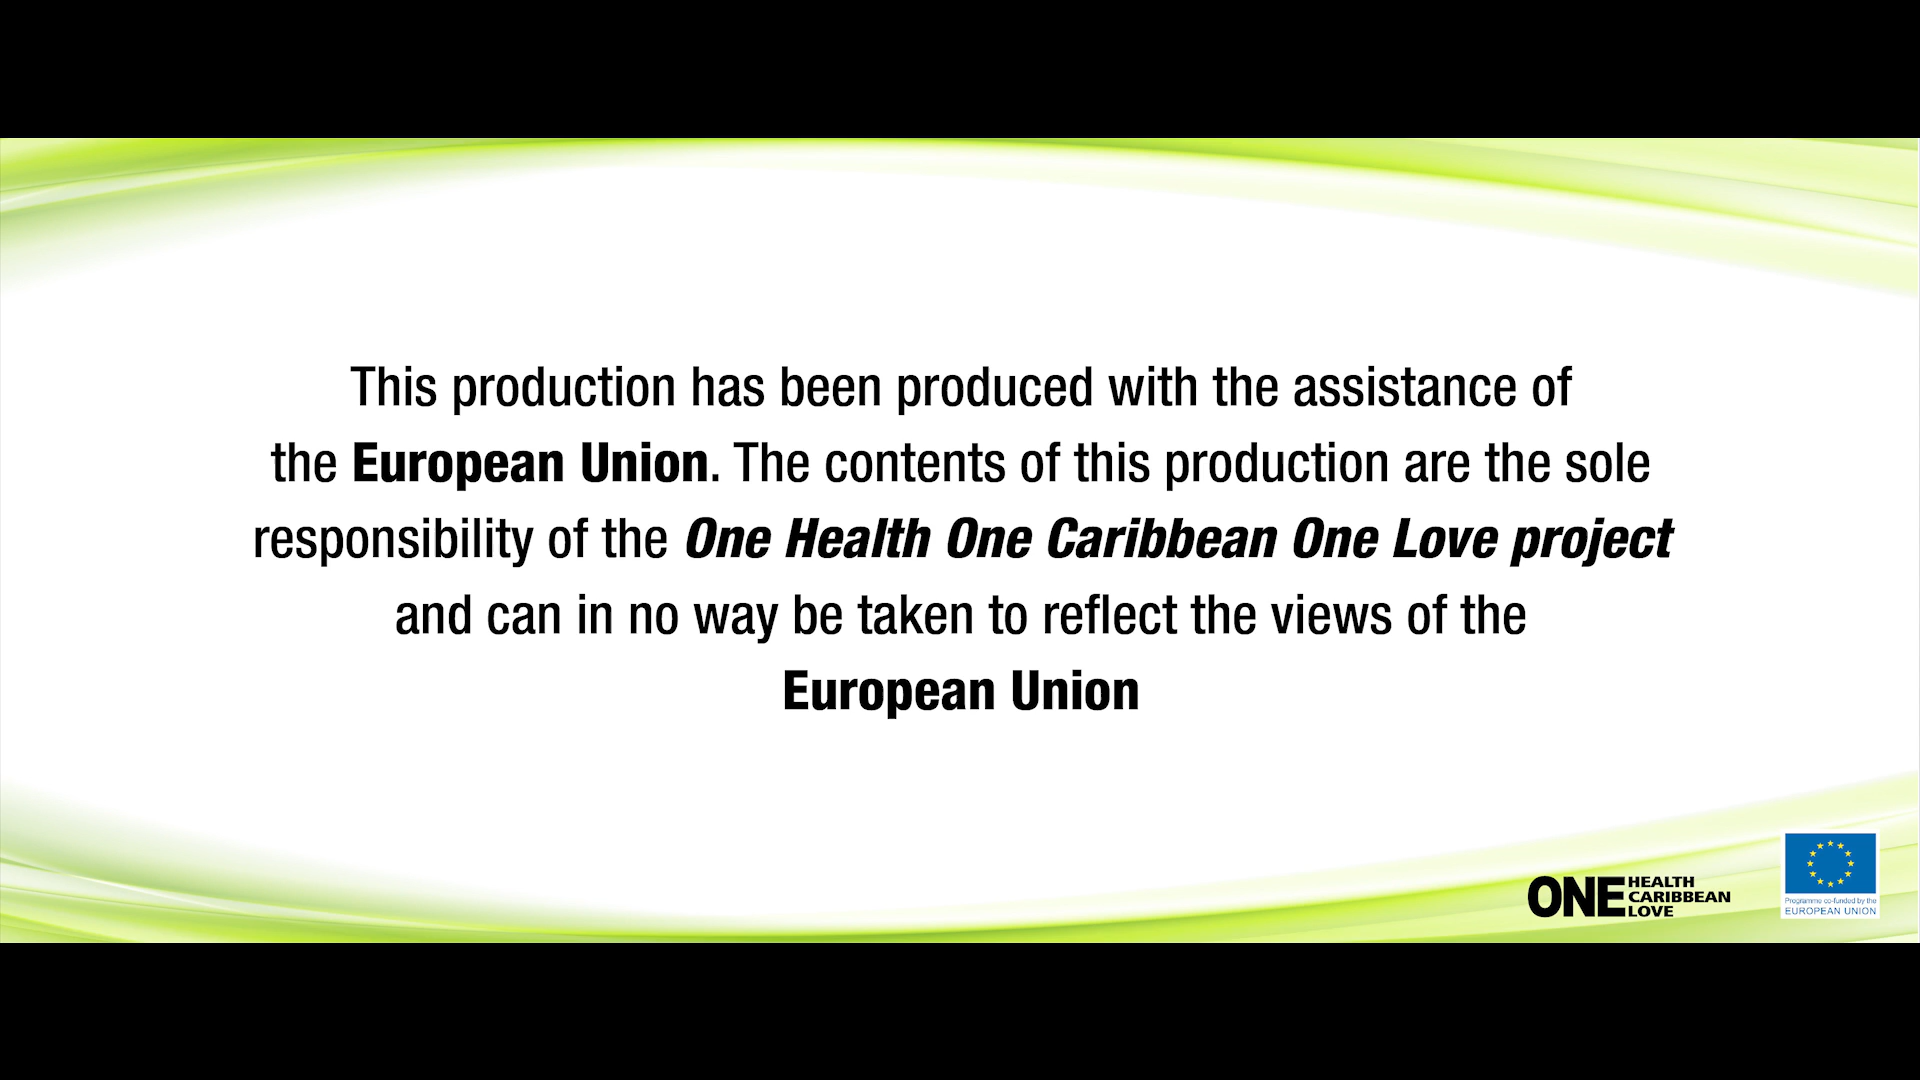 This production has been produced with the assistance of
the European Union. The contents of this production are the sole
responsibility of the One Health One Caribbean One Love project
and can in no way be taken to reflect the views of the
European Union
ONE HEALTH
CARIBBEAN
LOVE
Programme co-funded by the
EUROPEAN UNION